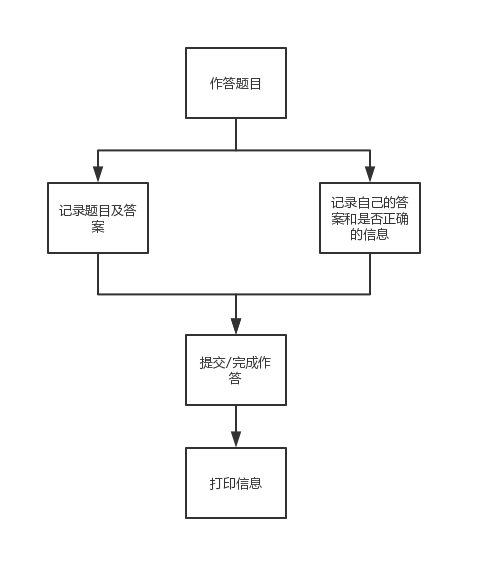 作答题目
记录题目及答
案
记录自己的答
案和是否正确
的信息
提交/完成作
答
打印信息